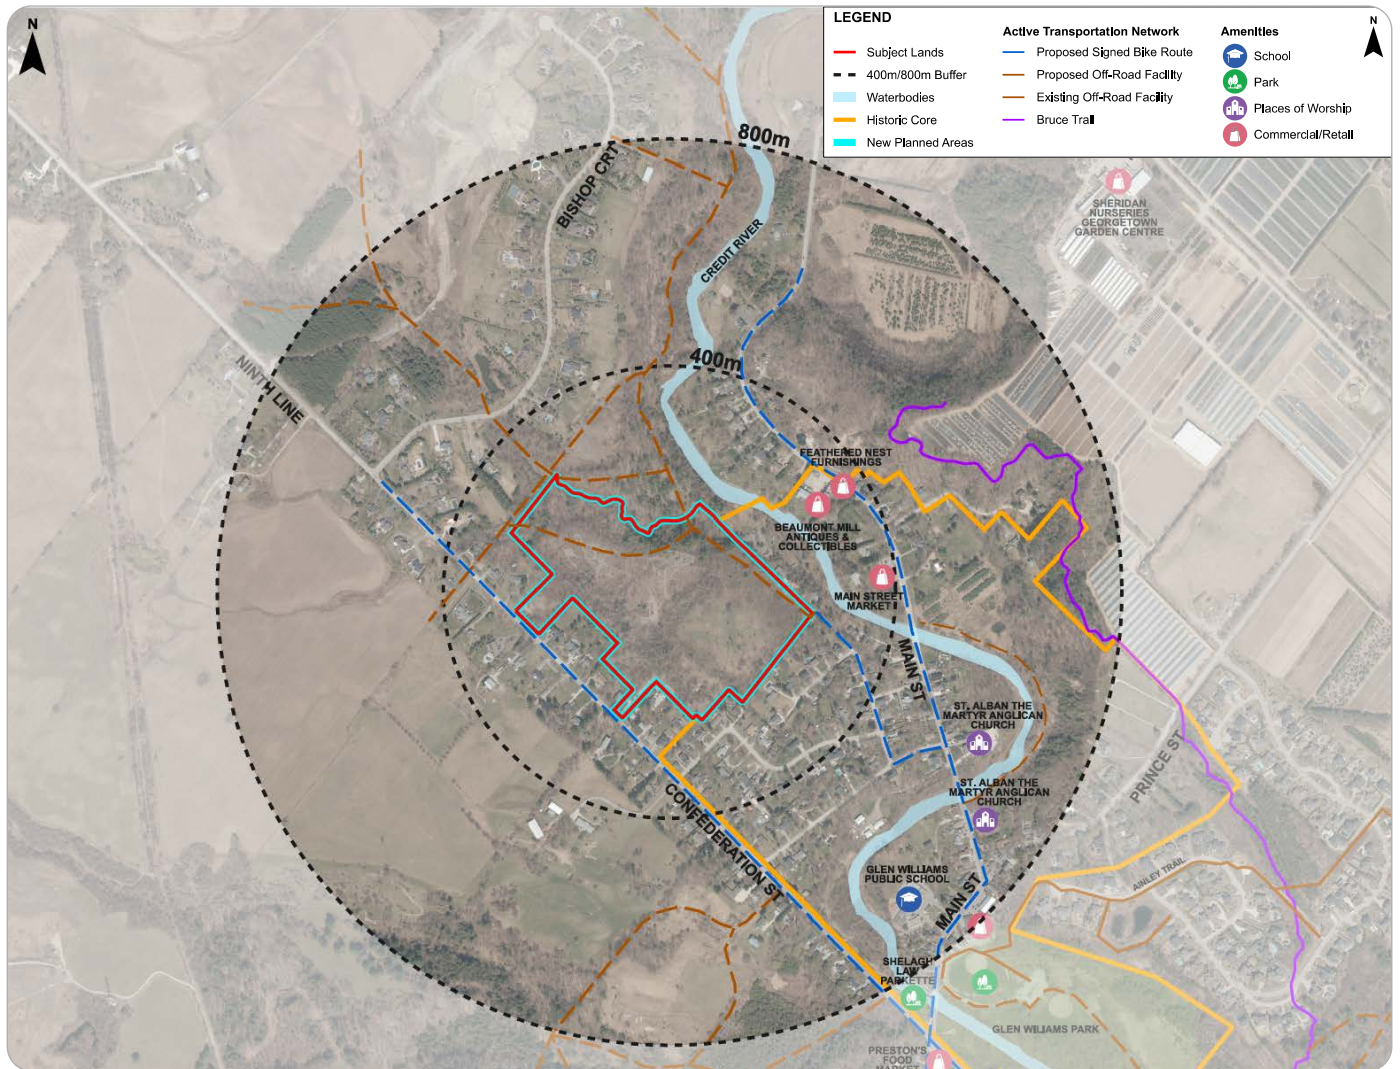 N
LEGEND
Subject Lands
400m/800m Buffer
Waterbodies
Historic Core
New Planned Areas
Active Transportation Network
Proposed Signed Bike Route
Proposed Off-Road Facility
Existing Off-Road Facility
Bruce Trail
Amenities
School
Park
Places of Worship
Commercial/Retail
N
800m
BISHOP CRT
CREDIT RIVER
SHERIDAN
NURSERIES
GEORGETOWN
GARDEN CENTRE
400m
NINTH LINE
FEATHERED NEST
FURNISHINGS
BEAUMONT MILL
ANTIQUES &
COLLECTIBLES
MAIN STREET
MARKET
MAIN ST
ST. ALBAN THE
MARTYR ANGLICAN
CHURCH
PRINCE ST
ST. ALBAN THE
MARTYR ANGLICAN
CHURCH
CONFEDERATION ST
GLEN WILLIAMS
PUBLIC SCHOOL
AINLEY TRAIL
MAIN ST
SHELAGH
LAW
PARKETTE
GLEN WILIAMS PARK
PRESTON'S
FOOD
MARKET